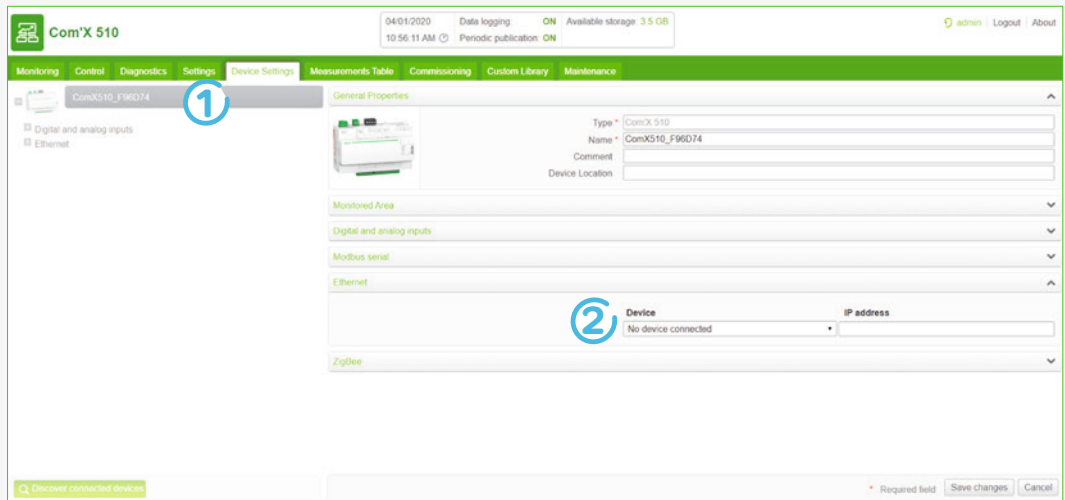 Com'X 510
04/01/2020 Data logging: ON Available storage: 3.5 GB
10:56:11 AM Periodic publication: ON
admin Logout About
Monitoring Control Diagnostics Settings Device Settings Measurements Table Commissioning Custom Library Maintenance
ComX510_F96D74
1
Digital and analog inputs
Ethernet
General Properties
Type * Com'X 510
Name * ComX510_F96D74
Comment
Device Location
Monitored Area
Digital and analog inputs
Modbus serial
Ethernet
2
Device IP address
No device connected
ZigBee
Discover connected devices
* Required field Save changes Cancel